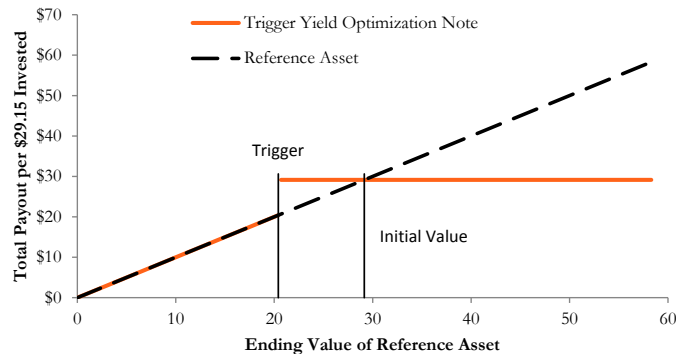 Trigger Yield Optimization Note
Reference Asset
Total Payout per $29.15 Invested
$70
$60
$50
$40
$30
$20
$10
$0
Trigger
Initial Value
0 10 20 30 40 50 60
Ending Value of Reference Asset